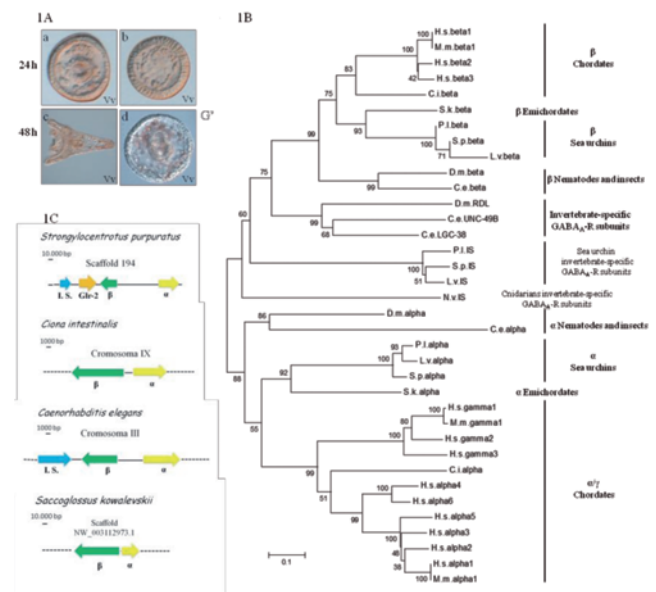 1A
a
b
24h
Vv
Vv
c
d
48h
Vv
Vv
G*
1C
Strongylocentrotus purpuratus
10.000 bp
Scaffold 194
I. S.
Glr-2
β
α
Ciona intestinalis
1000 bp
Cromosoma IX
β
α
Caenorhabditis elegans
1000 bp
Cromosoma III
I. S.
β
α
Saccoglossus kowalevskii
10.000 bp
Scaffold
NW_003112973.1
β
α
1B
H.s.beta1
100
M.m.beta1
100
H.s.beta2
42
H.s.beta3
83
C.i.beta
75
S.k.beta
P.l.beta
93
100
S.p.beta
71
L.v.beta
99
D.m.beta
99
C.e.beta
75
D.m.RDL
99
C.e.UNC-49B
68
C.e.LGC-38
60
P.l.IS
100
S.p.IS
51
L.v.IS
N.v.IS
D.m.alpha
86
C.e.alpha
88
P.l.alpha
93
100
L.v.alpha
92
S.p.alpha
S.k.alpha
55
H.s.gamma1
100
80
M.m.gamma1
100
H.s.gamma2
H.s.gamma3
99
C.i.alpha
51
H.s.alpha4
100
H.s.alpha6
99
H.s.alpha5
100
H.s.alpha3
46
H.s.alpha2
38
H.s.alpha1
100
M.m.alpha1
0.1
β
Chordates
β Emichordates
β
Sea urchins
β Nematodes and insects
Invertebrate-specific
GABAA-R subunits
Sea urchin
invertebrate-specific
GABAA-R subunits
Cnidarians invertebrate-specific
GABAA-R subunits
α Nematodes and insects
α
Sea urchins
α Emichordates
α/γ
Chordates